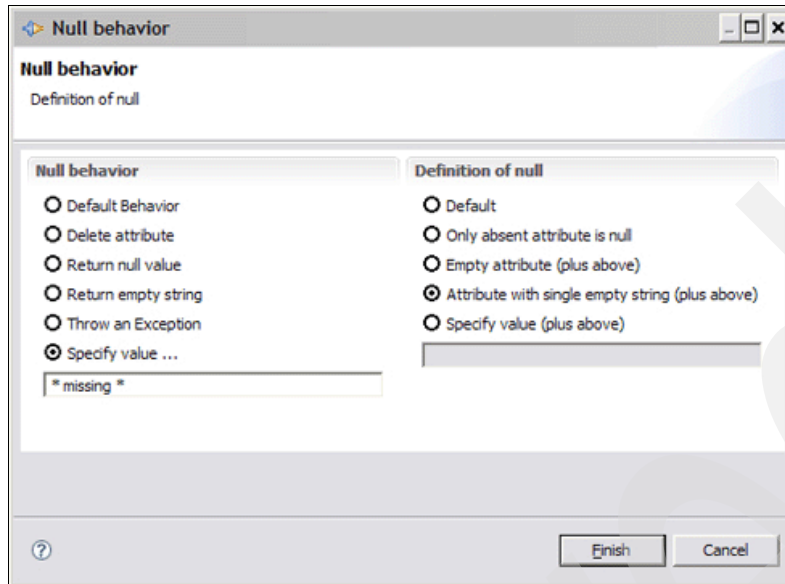 Null behavior
Null behavior
Definition of null
Null behavior
Default Behavior
Delete attribute
Return null value
Return empty string
Throw an Exception
Specify value ...
* missing *
Definition of null
Default
Only absent attribute is null
Empty attribute (plus above)
Attribute with single empty string (plus above)
Specify value (plus above)
?
Finish
Cancel